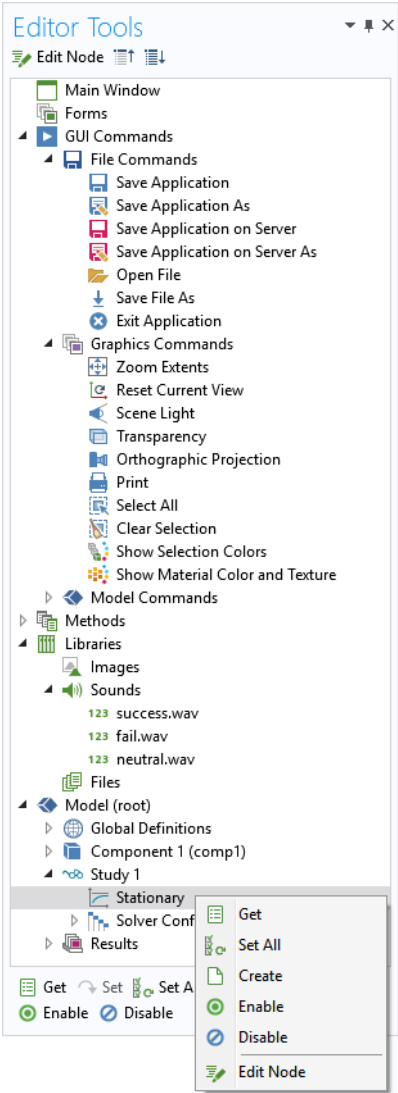 Editor Tools
Edit Node
Main Window
Forms
GUI Commands
File Commands
Save Application
Save Application As
Save Application on Server
Save Application on Server As
Open File
Save File As
Exit Application
Graphics Commands
Zoom Extents
Reset Current View
Scene Light
Transparency
Orthographic Projection
Print
Select All
Clear Selection
Show Selection Colors
Show Material Color and Texture
Model Commands
Methods
Libraries
Images
Sounds
123 success.wav
123 fail.wav
123 neutral.wav
Files
Model (root)
Global Definitions
Component 1 (comp1)
Study 1
Stationary
Solver Conf
Results
Get Set Set A
Enable Disable
Get
Set All
Create
Enable
Disable
Edit Node